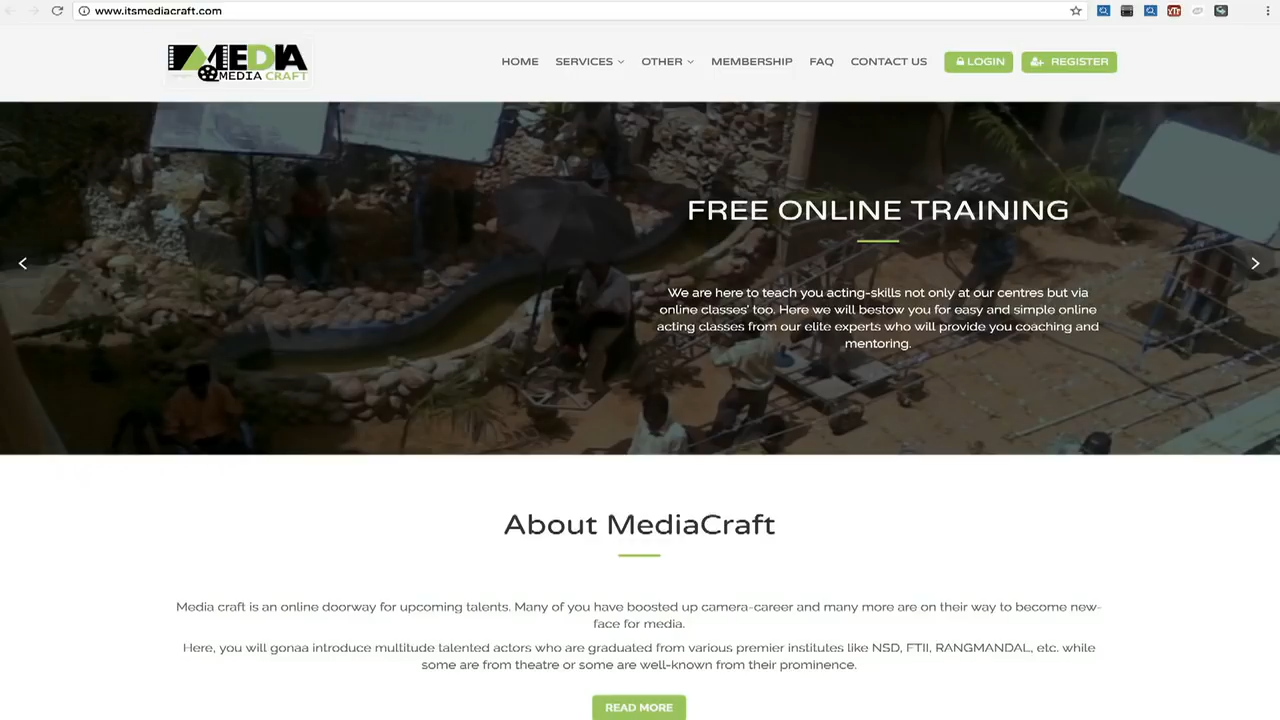 www.itsmediacraft.com
MEDIA
MEDIA CRAFT
HOME SERVICES OTHER MEMBERSHIP FAQ CONTACT US LOGIN REGISTER
FREE ONLINE TRAINING
We are here to teach you acting-skills not only at our centres but via
online classes' too. Here we will bestow you for easy and simple online
acting classes from our elite experts who will provide you coaching and
mentoring.
About MediaCraft
Media craft is an online doorway for upcoming talents. Many of you have boosted up camera-career and many more are on their way to become new-
face for media.
Here, you will gonaa introduce multitude talented actors who are graduated from various premier institutes like NSD, FTII, RANGMANDAL, etc. while
some are from theatre or some are well-known from their prominence.
READ MORE